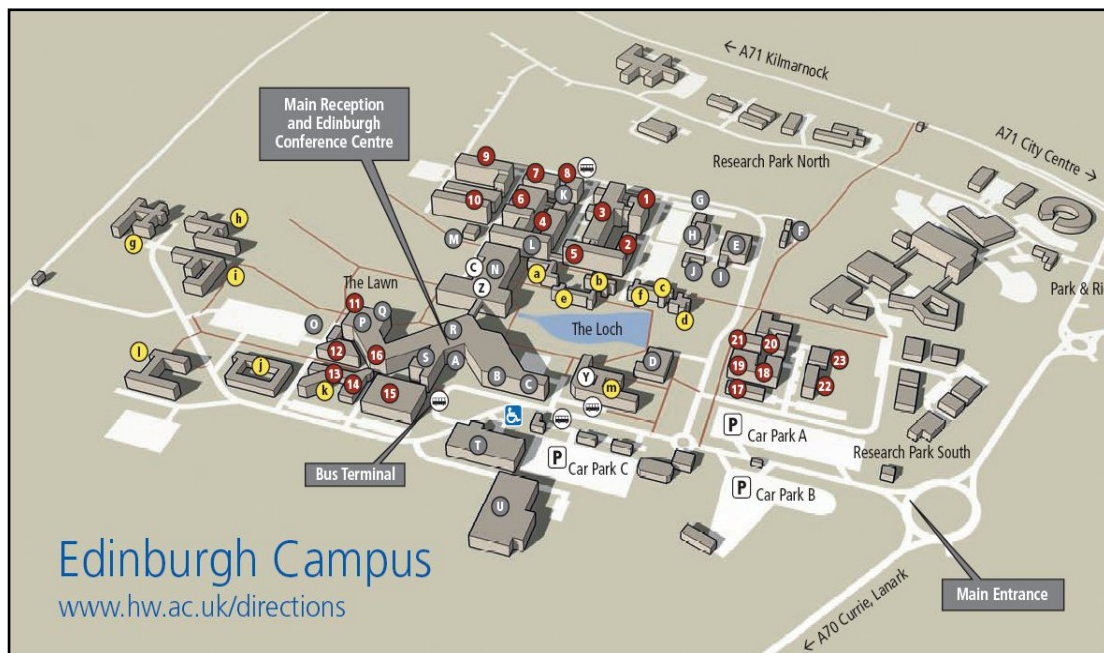 ← A71 Kilmarnock
A71 City Centre →
Main Reception
and Edinburgh
Conference Centre
Research Park North
9
7
8
K
1
G
10
6
3
4
H
E
F
M
L
5
2
J
I
h
g
i
C
N
Z
a
b
e
f
c
d
Park & Ri
The Lawn
11
Q
O
P
R
The Loch
12
16
S
A
D
21
20
23
l
j
13
k
14
15
B
C
Y
m
19
18
17
22
P
Car Park A
T
P
Car Park C
Research Park South
Bus Terminal
P
Car Park B
U
Edinburgh Campus
www.hw.ac.uk/directions
Main Entrance
← A70 Currie, Lanark